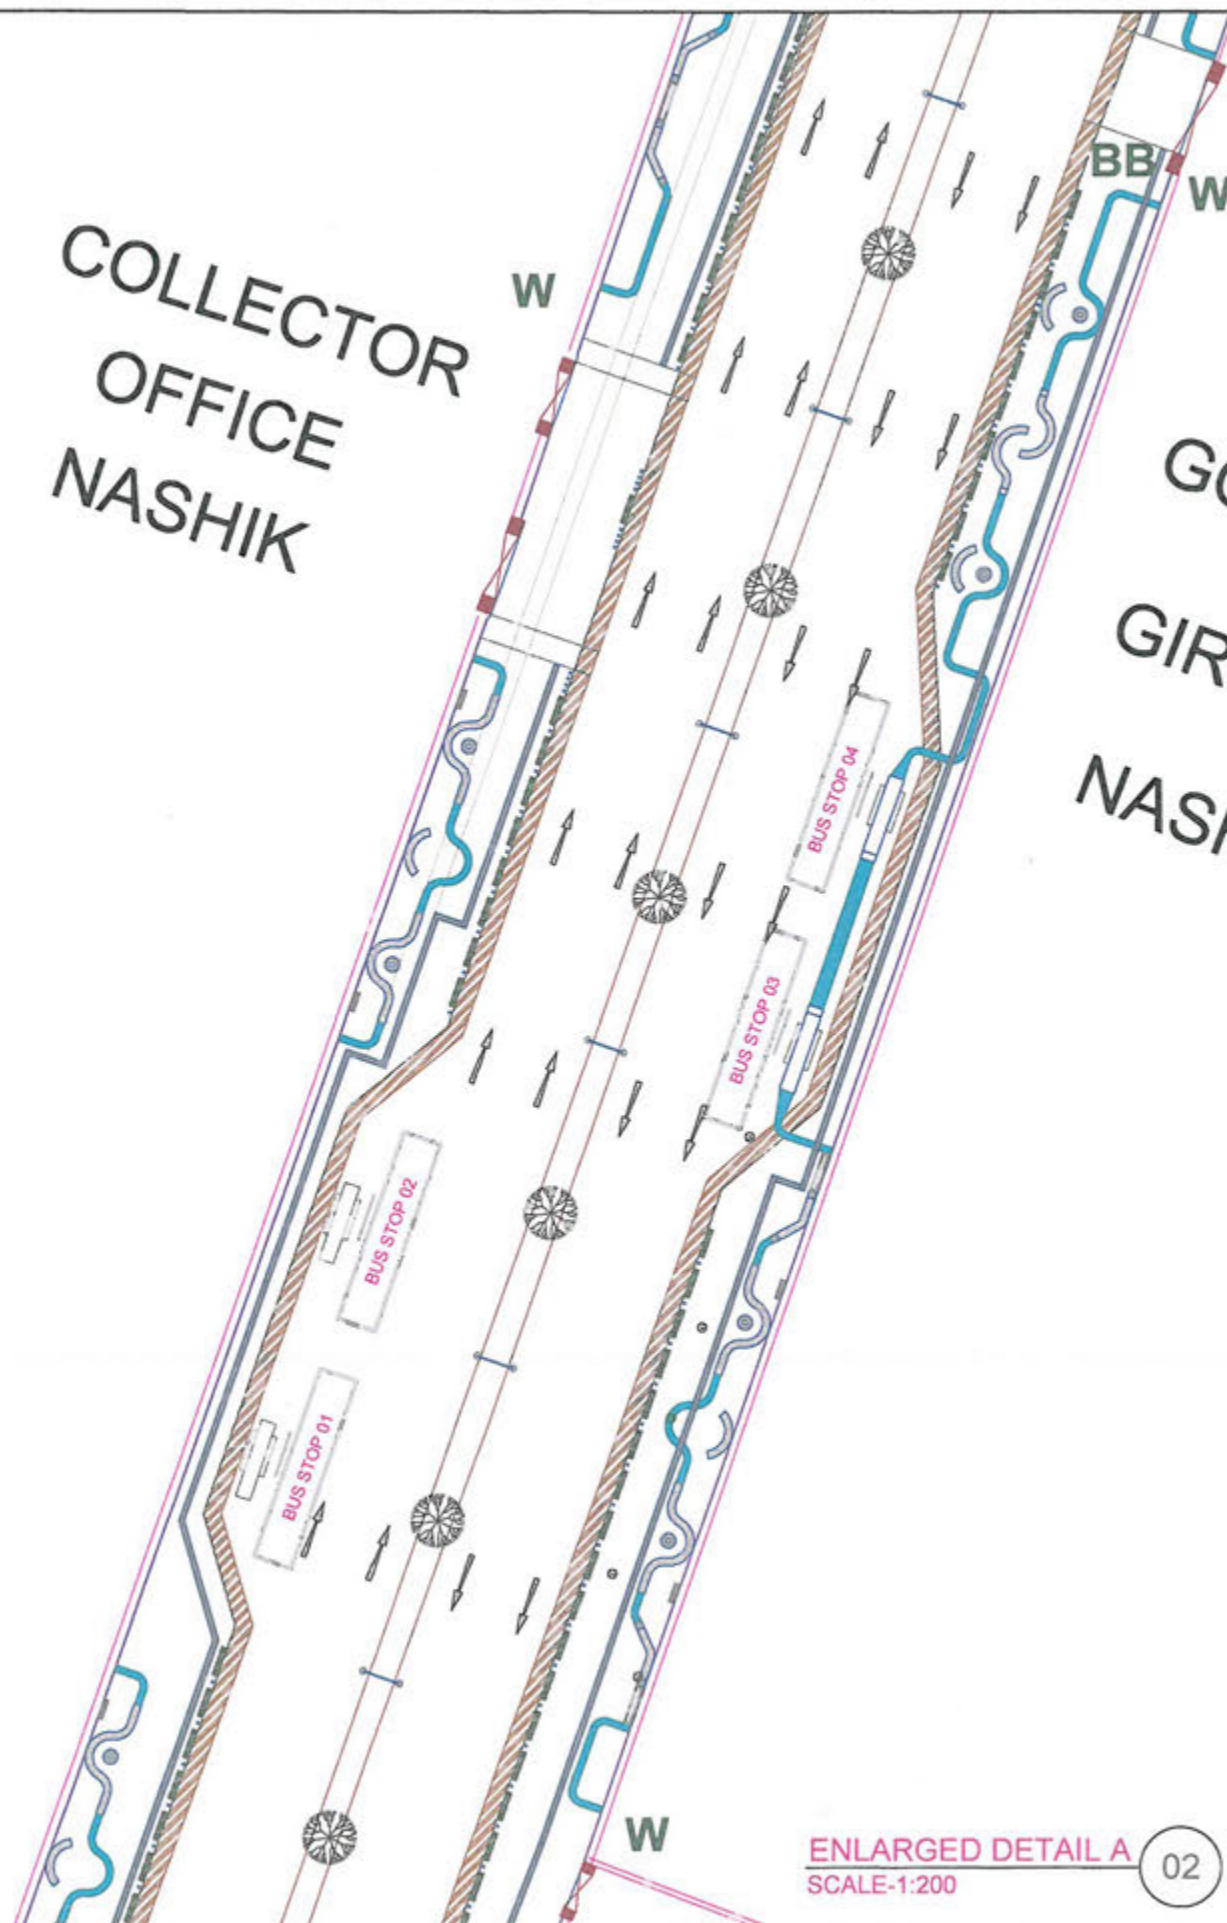 BB
W
W
COLLECTOR
OFFICE
NASHIK
BUS STOP 04
BUS STOP 03
BUS STOP 02
BUS STOP 01
W
ENLARGED DETAIL A
02
SCALE-1:200